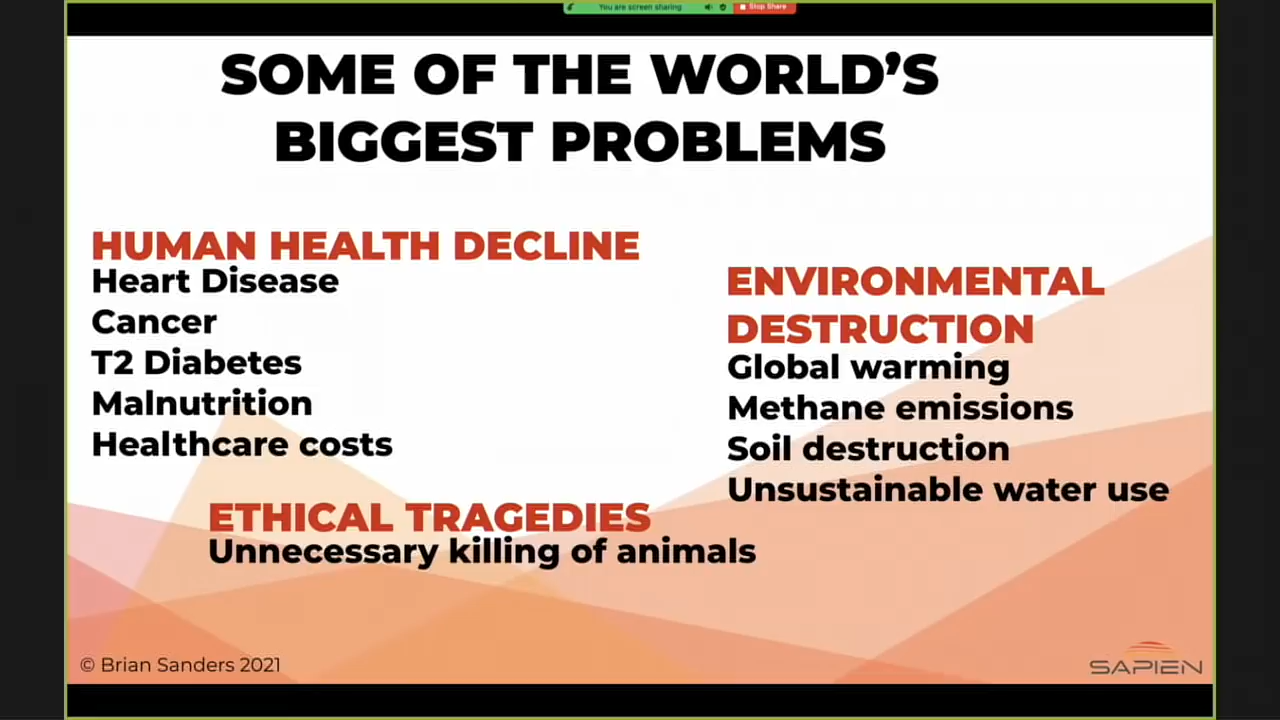 You are screen sharing
Stop Share
SOME OF THE WORLD'S
BIGGEST PROBLEMS
HUMAN HEALTH DECLINE
Heart Disease
Cancer
T2 Diabetes
Malnutrition
Healthcare costs
ENVIRONMENTAL
DESTRUCTION
Global warming
Methane emissions
Soil destruction
Unsustainable water use
ETHICAL TRAGEDIES
Unnecessary killing of animals
© Brian Sanders 2021
SAPIEN